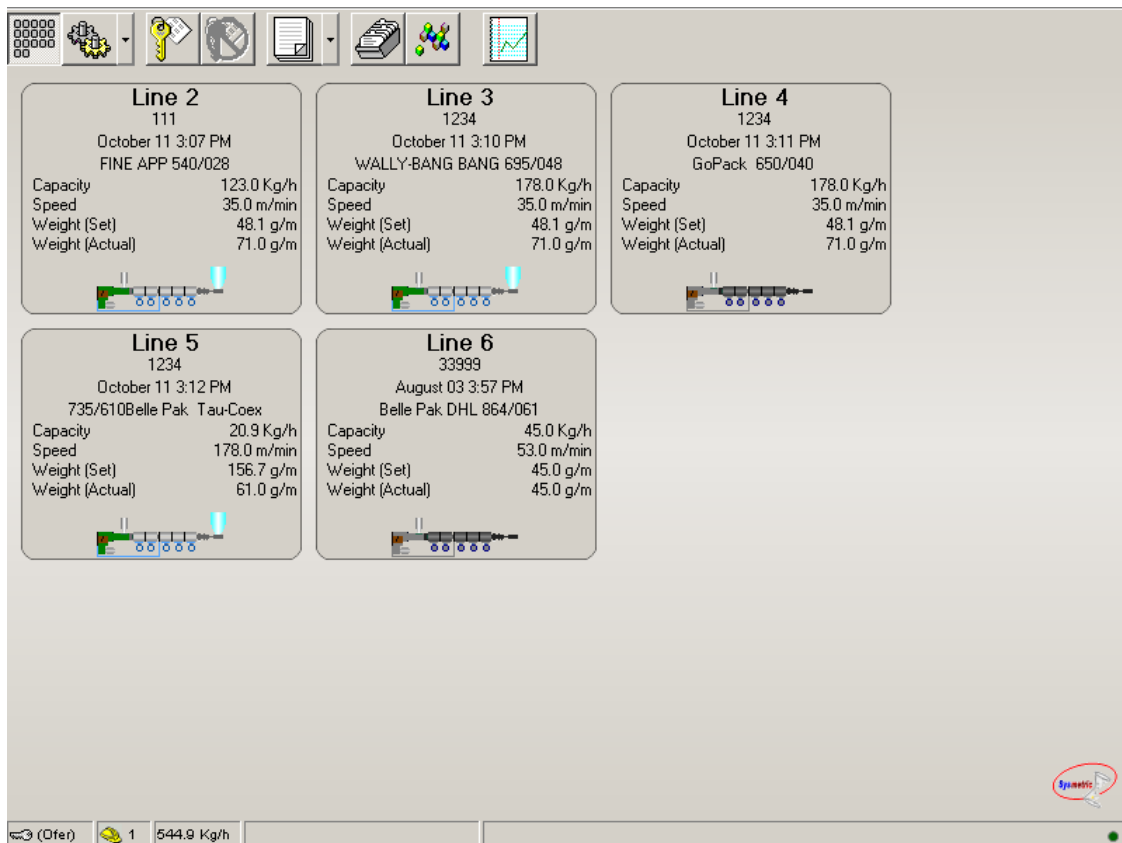 Line 2
111
October 11 3:07 PM
FINE APP 540/028
Capacity 123.0 Kg/h
Speed 35.0 m/min
Weight (Set) 48.1 g/m
Weight (Actual) 71.0 g/m
Line 3
1234
October 11 3:10 PM
WALLY-BANG BANG 695/048
Capacity 178.0 Kg/h
Speed 35.0 m/min
Weight (Set) 48.1 g/m
Weight (Actual) 71.0 g/m
Line 4
1234
October 11 3:11 PM
GoPack 650/040
Capacity 178.0 Kg/h
Speed 35.0 m/min
Weight (Set) 48.1 g/m
Weight (Actual) 71.0 g/m
Line 5
1234
October 11 3:12 PM
735/610Belle Pak Tau-Coex
Capacity 20.9 Kg/h
Speed 178.0 m/min
Weight (Set) 156.7 g/m
Weight (Actual) 61.0 g/m
Line 6
33999
August 03 3:57 PM
Belle Pak DHL 864/061
Capacity 45.0 Kg/h
Speed 53.0 m/min
Weight (Set) 45.0 g/m
Weight (Actual) 45.0 g/m
Sysmetric
(Ofer) 1 544.9 Kg/h